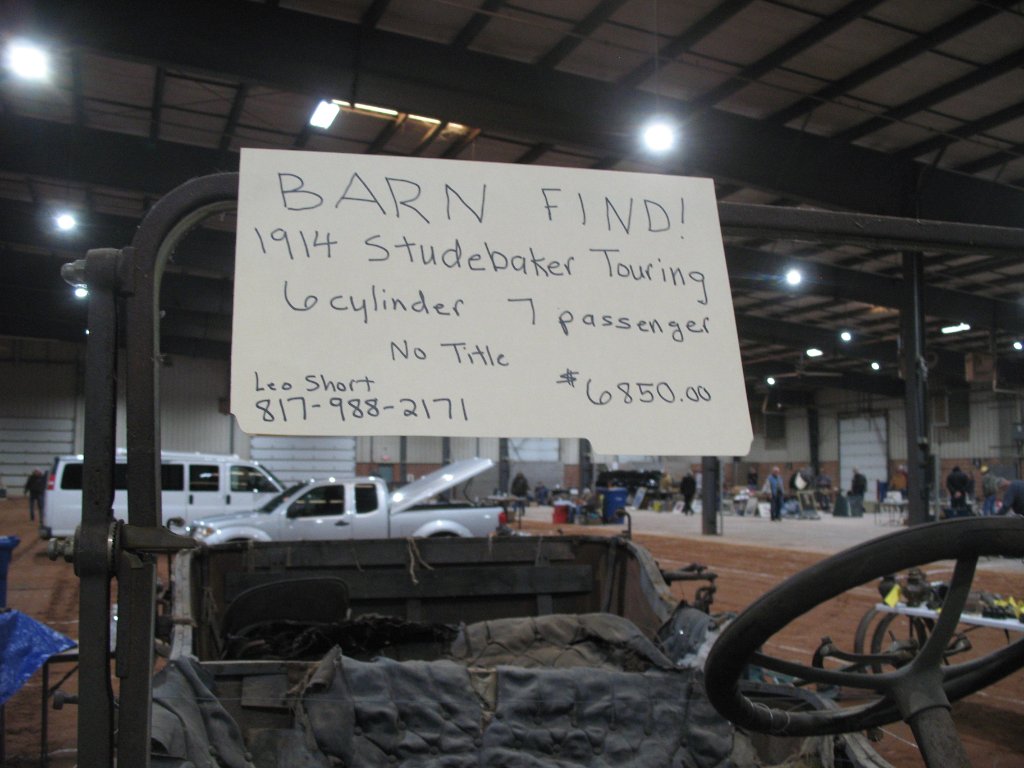 BARN FIND!
1914 Studebaker Touring
6 cylinder 7 passenger
No Title
Leo Short $6850.00
817-988-2171